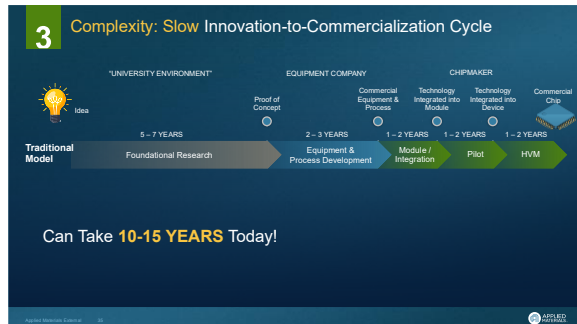 3
Complexity: Slow Innovation-to-Commercialization Cycle
"UNIVERSITY ENVIRONMENT"
EQUIPMENT COMPANY
CHIPMAKER
Idea
Proof of
Concept
Commercial
Equipment &
Process
Technology
Integrated into
Module
Technology
Integrated into
Device
Commercial
Chip
5 – 7 YEARS
2 – 3 YEARS
1 – 2 YEARS
1 – 2 YEARS
1 – 2 YEARS
Traditional
Model
Foundational Research
Equipment &
Process Development
Module /
Integration
Pilot
HVM
Can Take 10-15 YEARS Today!
Applied Materials External
APPLIED
MATERIALS